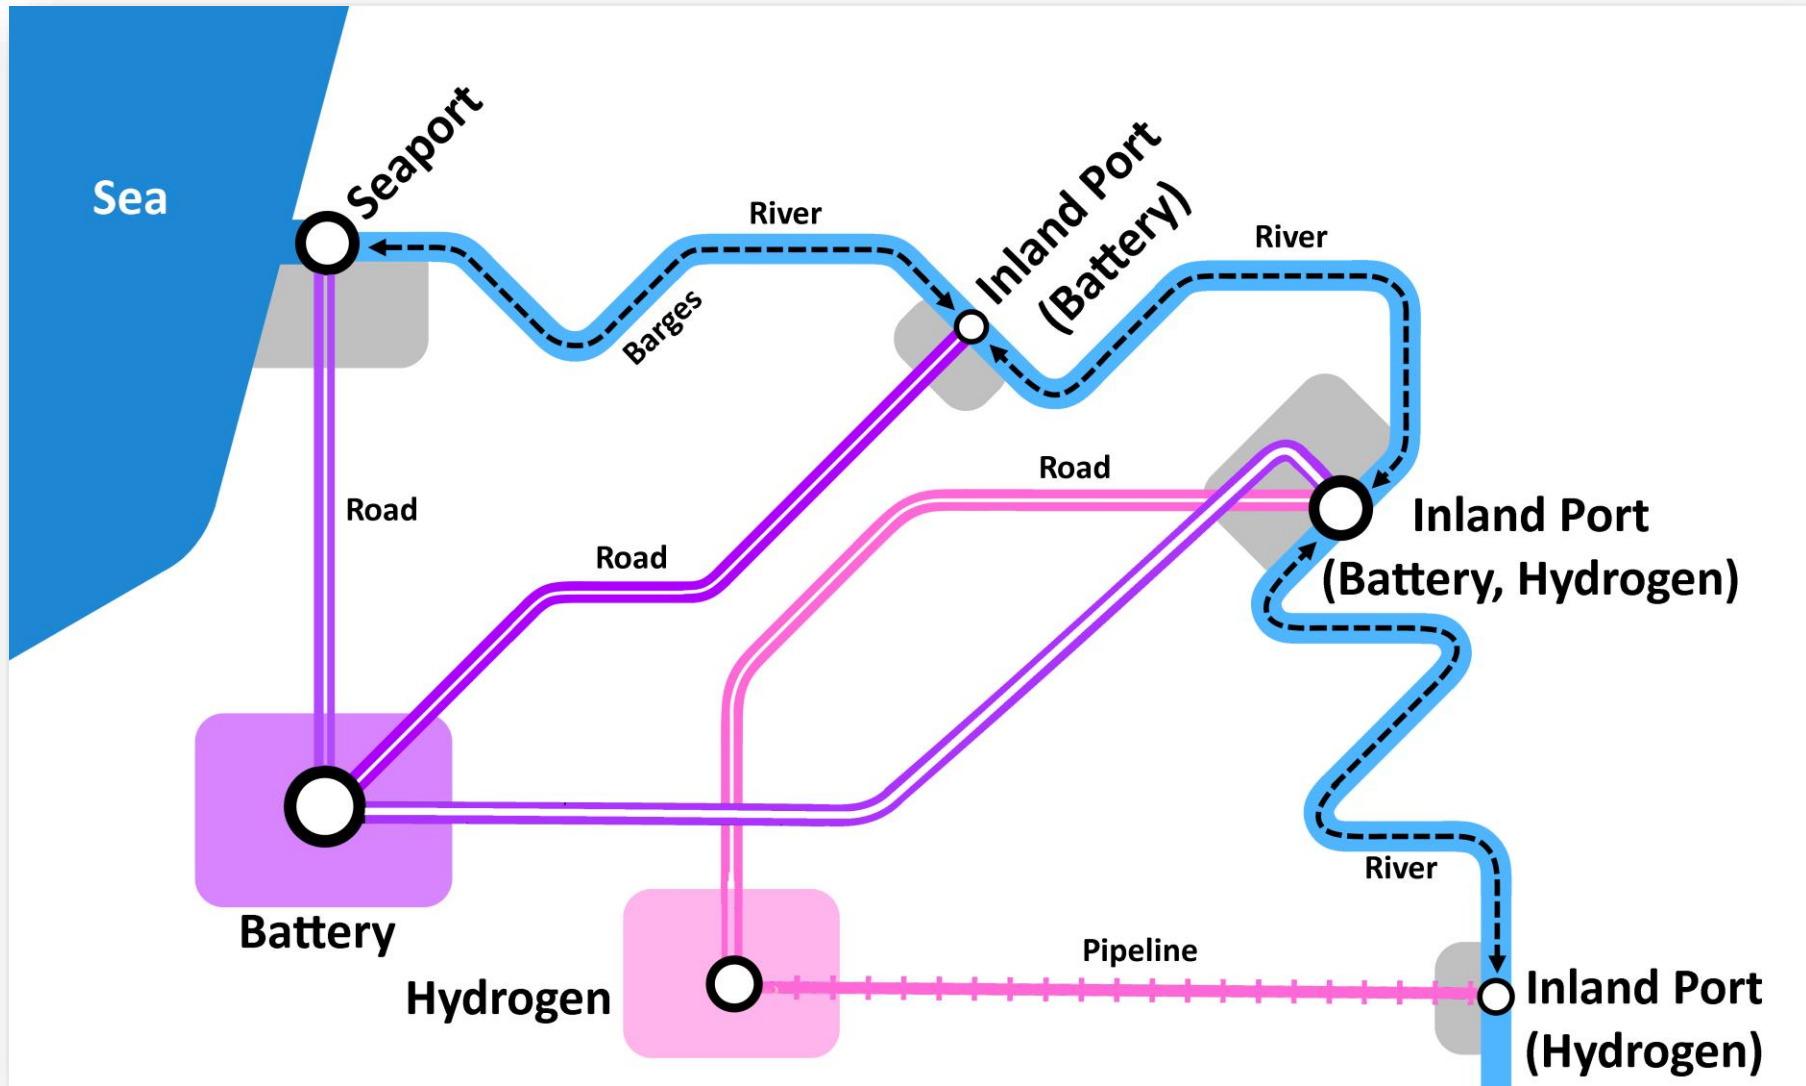 Sea
Seaport
River
Barges
Inland Port
(Battery)
River
Road
Road
Road
Inland Port
(Battery, Hydrogen)
River
Battery
Hydrogen
Pipeline
Inland Port
(Hydrogen)